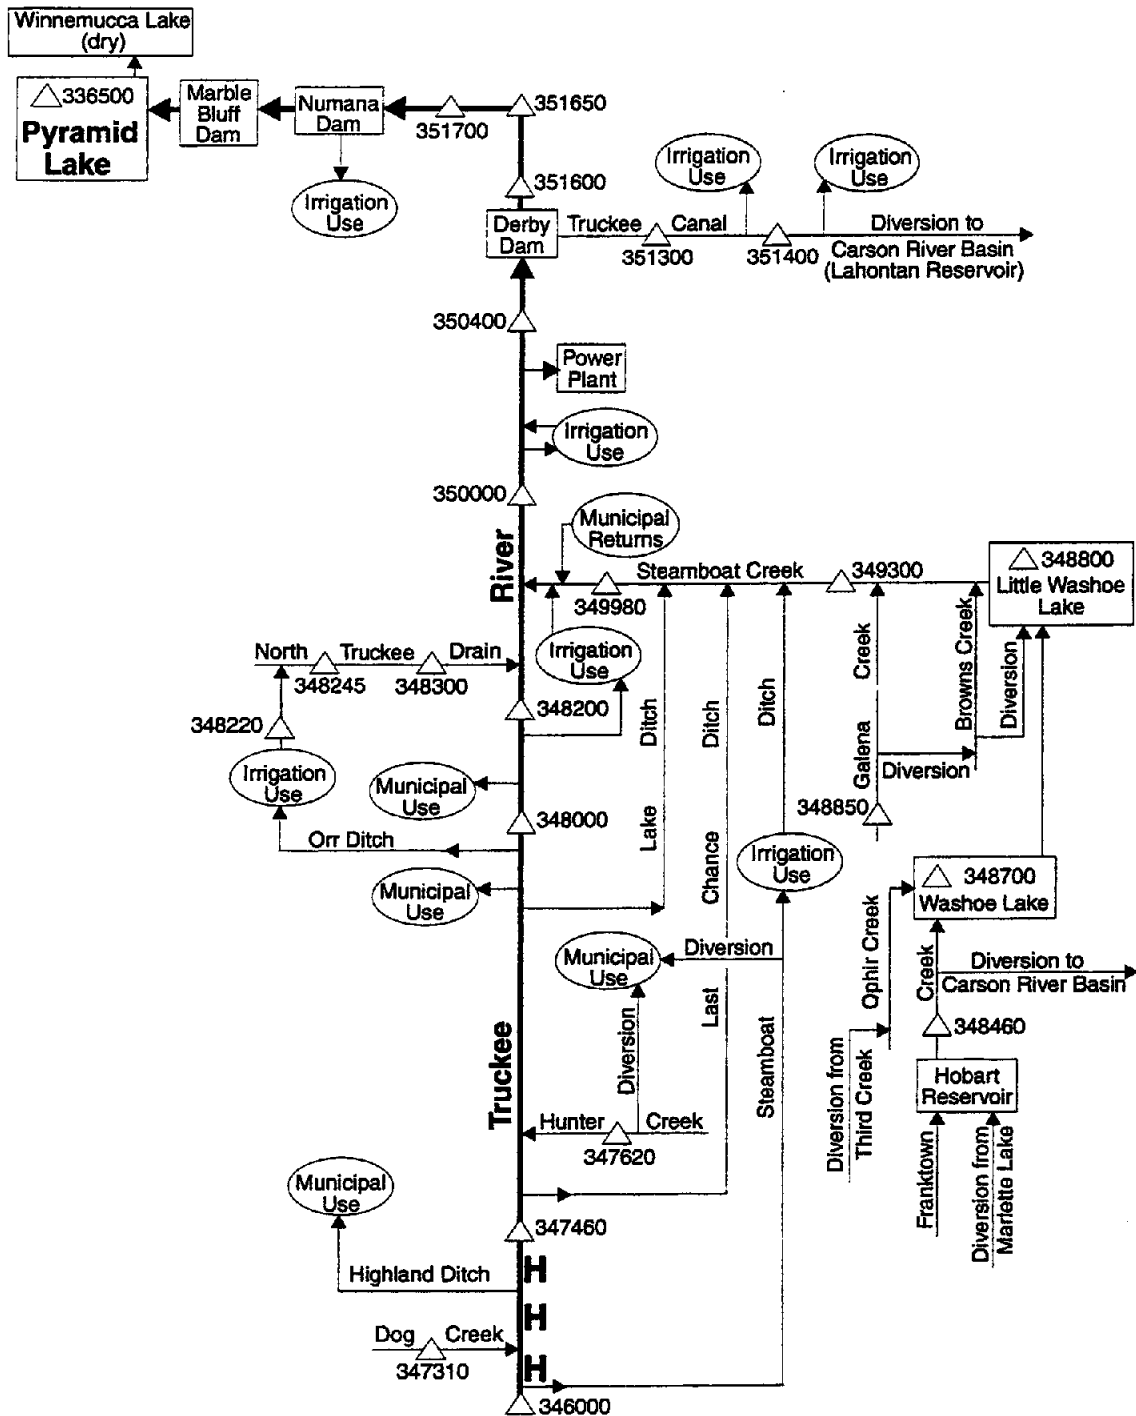 Winnemucca Lake
(dry)
336500
Pyramid
Lake
Marble
Bluff
Dam
Numana
Dam
351700
351650
Irrigation
Use
351600
Derby
Dam
Truckee
Canal
351300
351400
Irrigation
Use
Irrigation
Use
Diversion to
Carson River Basin
(Lahontan Reservoir)
350400
Power
Plant
Irrigation
Use
350000
River
Municipal
Returns
Steamboat Creek
349980
349300
348800
Little Washoe
Lake
North
Truckee
Drain
348245
348300
Irrigation
Use
348220
348200
Irrigation
Use
Municipal
Use
348000
Orr Ditch
Municipal
Use
Lake
Ditch
Last
Chance
Ditch
Steamboat
Ditch
Irrigation
Use
Galena
Creek
Browns Creek
Diversion
Diversion
348850
348700
Washoe Lake
Ophir Creek
Creek
Diversion to
Carson River Basin
348460
Hobart
Reservoir
Diversion from
Third Creek
Franktown
Diversion from
Marlette Lake
Diversion
Municipal
Use
Diversion
Truckee
Hunter
Creek
347620
Municipal
Use
347460
Highland Ditch
H
H
H
Dog
Creek
347310
346000